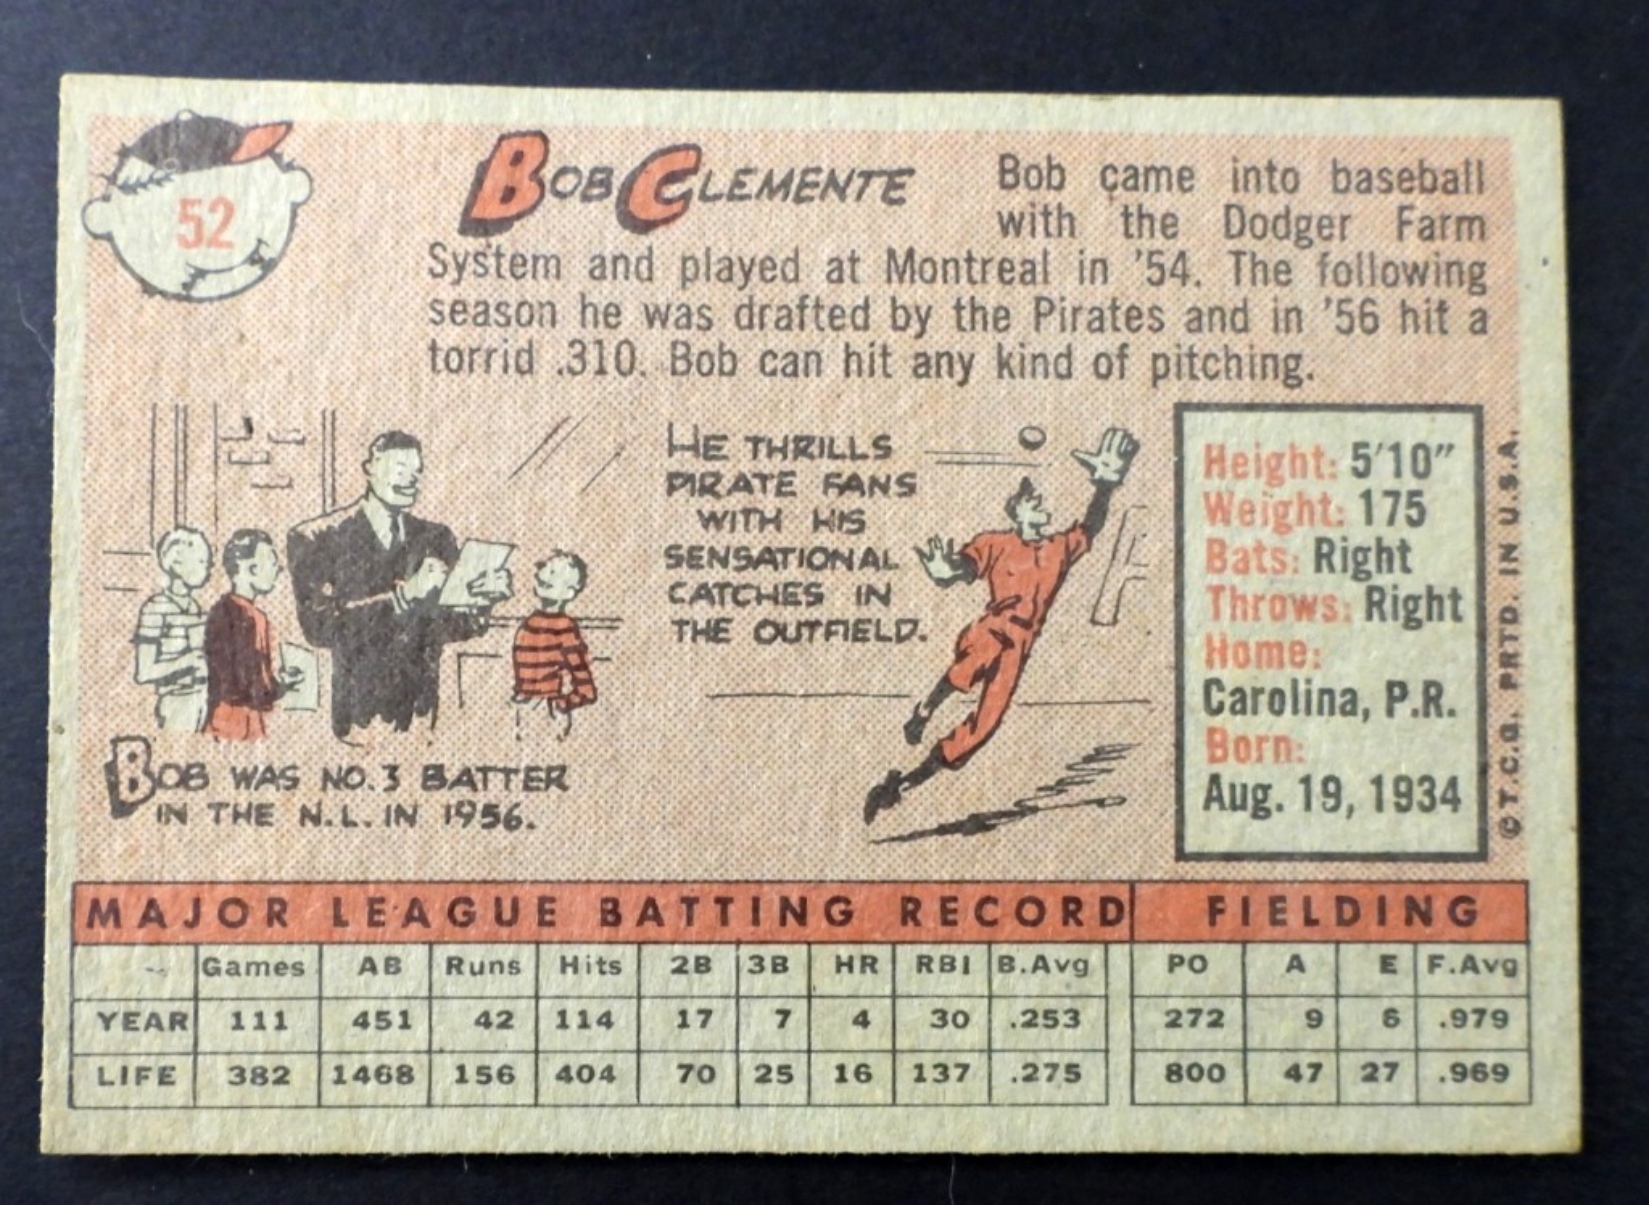 52
BOB CLEMENTE
Bob came into baseball
with the Dodger Farm
System and played at Montreal in '54. The following
season he was drafted by the Pirates and in '56 hit a
torrid .310. Bob can hit any kind of pitching.
HE THRILLS
PIRATE FANS
WITH HIS
SENSATIONAL
CATCHES IN
THE OUTFIELD.
BOB WAS NO. 3 BATTER
IN THE N.L. IN 1956.
Height: 5'10"
Weight: 175
Bats: Right
Throws: Right
Home:
Carolina, P.R.
Born:
Aug. 19, 1934
© T.C.G. PRTD. IN U.S.A.
MAJOR LEAGUE BATTING RECORD FIELDING
Games AB Runs Hits 2B 3B HR RBI B.Avg PO A E F.Avg
YEAR 111 451 42 114 17 7 4 30 .253 272 9 6 .979
LIFE 382 1468 156 404 70 25 16 137 .275 800 47 27 .969